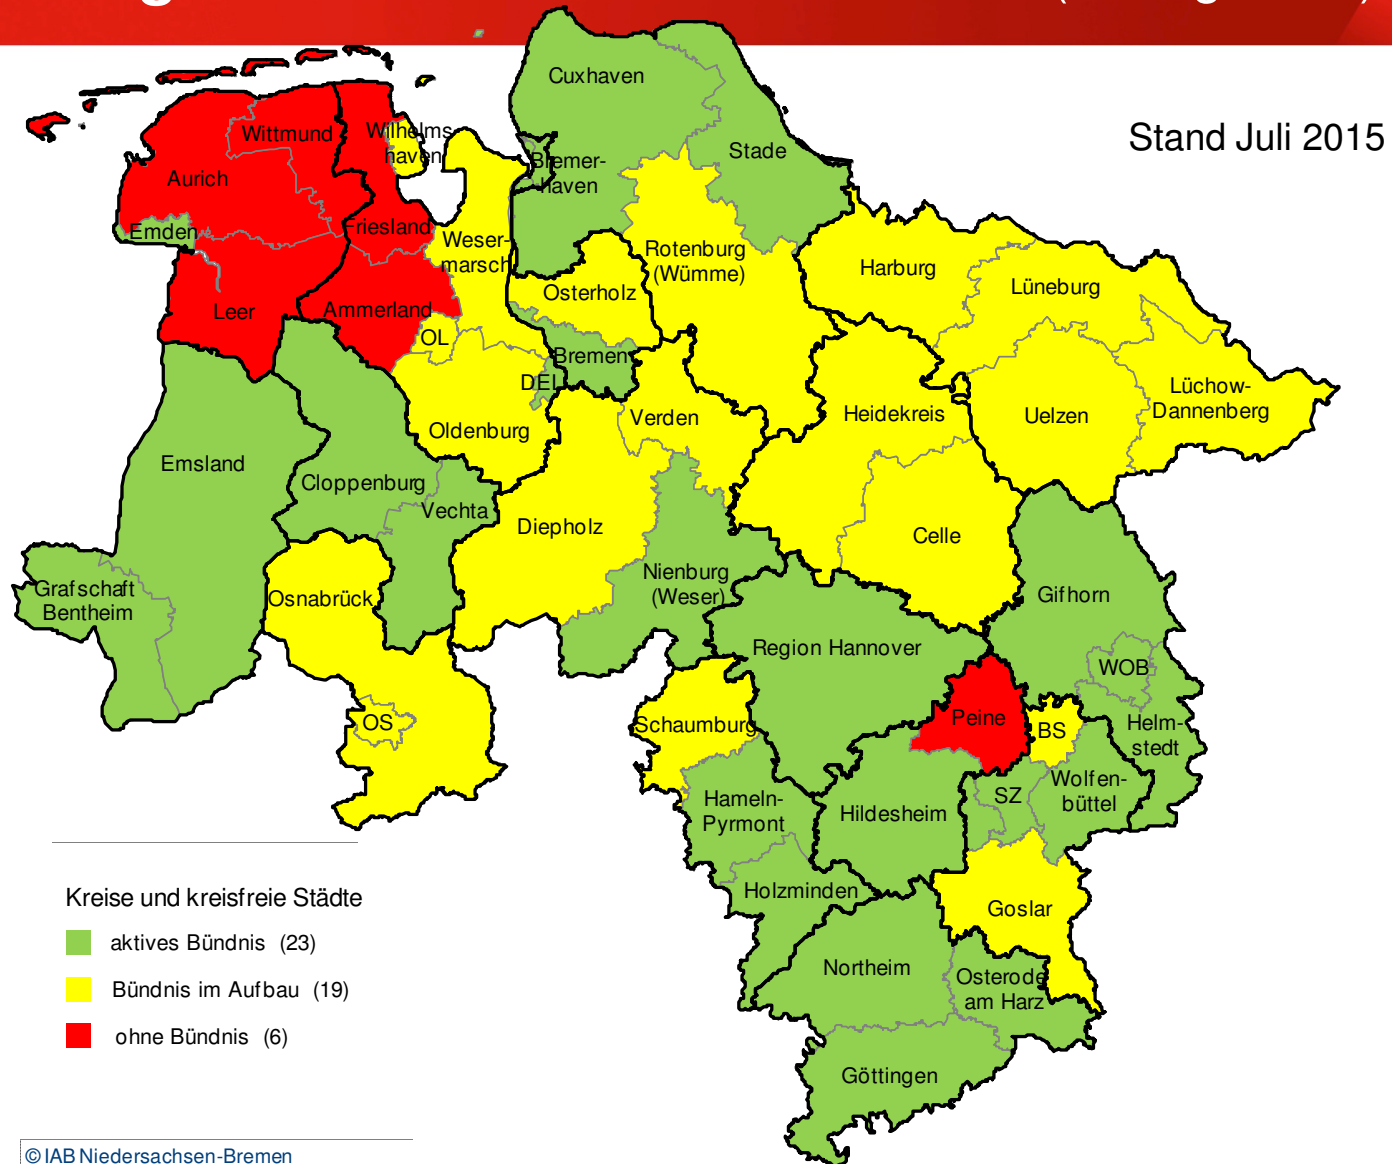 Stand Juli 2015
Cuxhaven
Stade
Bremer-
haven
Wittmund
Wilhelms-
haven
Aurich
Emden
Friesland
Weser-
marsch
Rotenburg
(Wümme)
Harburg
Lüneburg
Osterholz
Leer
Ammerland
OL
Bremen
DEL
Verden
Heidekreis
Uelzen
Lüchow-
Dannenberg
Oldenburg
Emsland
Cloppenburg
Vechta
Diepholz
Celle
Nienburg
(Weser)
Grafschaft
Bentheim
Osnabrück
Gifhorn
Region Hannover
WOB
OS
Schaumburg
Peine
BS
Helm-
stedt
Hameln-
Pyrmont
Hildesheim
SZ
Wolfen-
büttel
Holzminden
Goslar
Northeim
Osterode
am Harz
Göttingen
Kreise und kreisfreie Städte
aktives Bündnis (23)
Bündnis im Aufbau (19)
ohne Bündnis (6)
© IAB Niedersachsen-Bremen